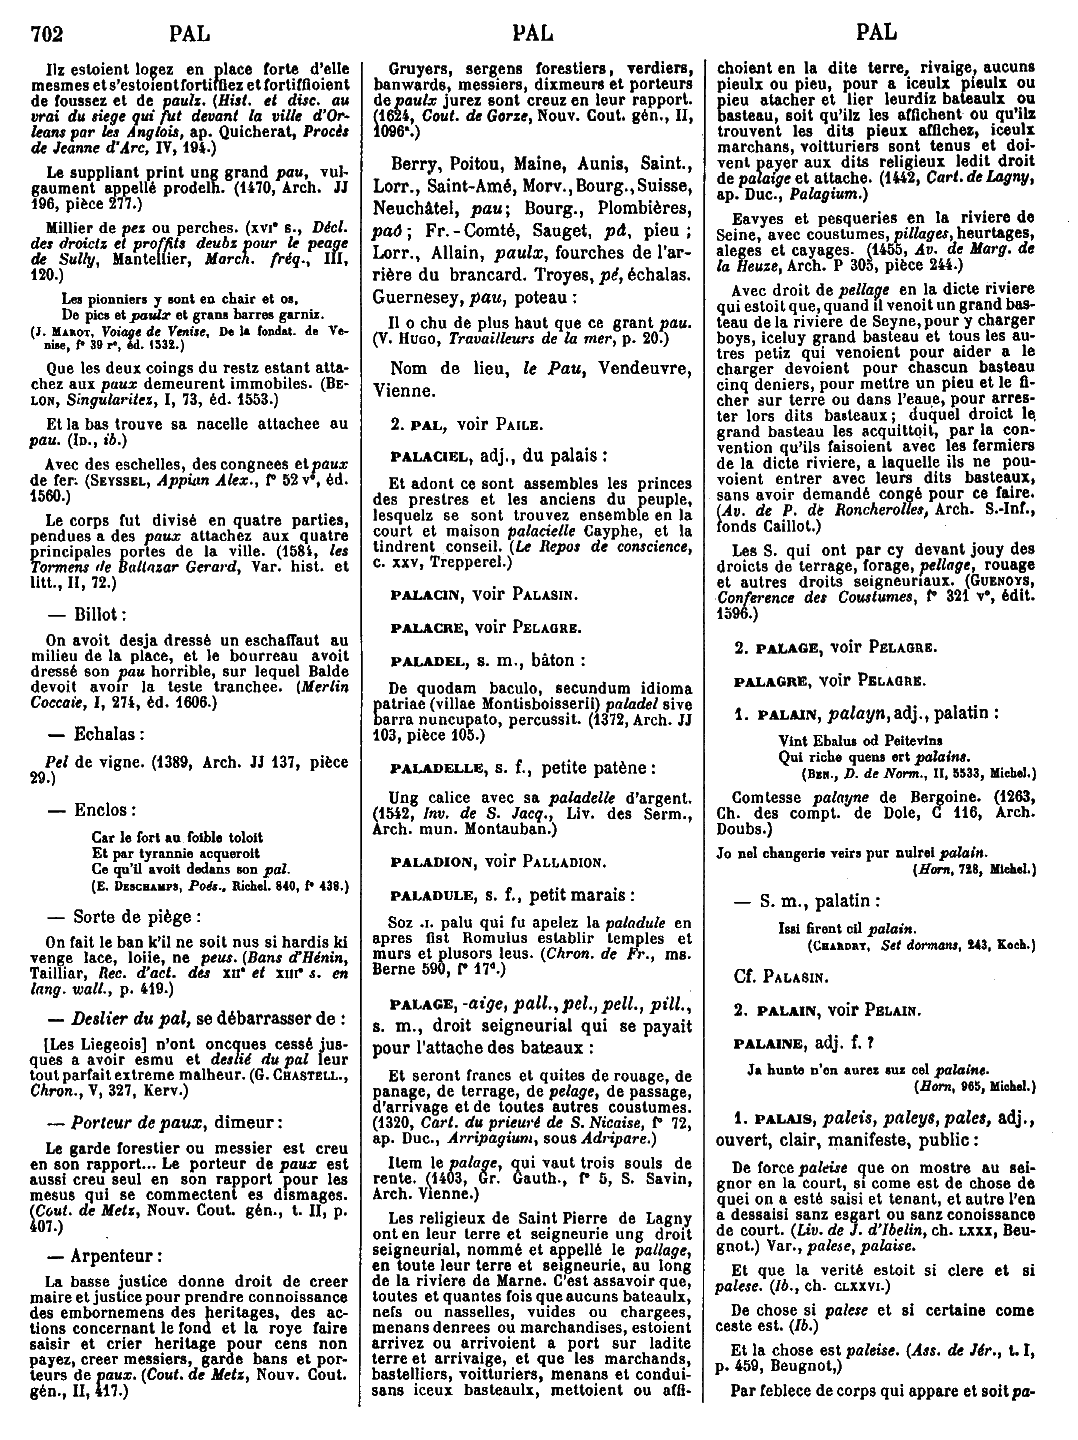 702 PAL PAL PAL
Ilz estoient logez en place forte d'elle
mesmes et s'estoient fortiffiez et fortiffioient
de foussez et de paulz. (Hist. et disc. au
vrai du siege qui fut devant la ville d'Or-
leans par les Anglois, ap. Quicherat, Procès
de Jeanne d'Arc, IV, 194.)
Le suppliant print ung grand pau, vul-
gaument appellé prodelh. (1470, Arch. JJ
196, pièce 277.)
Millier de pez ou perches. (XVIe s., Décl.
des droictz et proffits deubz pour le peage
de Sully, Mantellier, March. fréq., III,
120.)
Les pionniers y sont en chair et os,
De pics et paulx et grans barres garniz.
(J. MAROT, Voiage de Venise, De la fondat. de Ve-
nise, f° 39 r°, éd. 1532.)
Que les deux coings du restz estant atta-
chez aux paux demeurent immobiles. (BE-
LON, Singularitez, I, 73, éd. 1553.)
Et la bas trouve sa nacelle attachee au
pau. (ID., ib.)
Avec des eschelles, des congnees et paux
de fer. (SEYSSEL, Appian Alex., f° 52 v°, éd.
1560.)
Le corps fut divisé en quatre parties,
pendues a des paux attachez aux quatre
principales portes de la ville. (1584, les
Tormens de Baltazar Gerard, Var. hist. et
litt., II, 72.)
— Billot :
On avoit desja dressé un eschaffaut au
milieu de la place, et le bourreau avoit
dressé son pau horrible, sur lequel Balde
devoit avoir la teste tranchee. (Merlin
Coccaie, I, 274, éd. 1606.)
— Echalas :
Pel de vigne. (1389, Arch. JJ 137, pièce
29.)
— Enclos :
Car le fort au foible toloit
Et par tyrannie acqueroit
Ce qu'il avoit dedans son pal.
(E. DESCHAMPS, Poés., Richel. 840, f° 438.)
— Sorte de piège :
On fait le ban k'il ne soit nus si hardis ki
venge lace, loiie, ne peus. (Bans d'Hénin,
Tailliar, Rec. d'act. des XIIe et XIIIe s. en
lang. wall., p. 419.)
— Deslier du pal, se débarrasser de :
[Les Liegeois] n'ont oncques cessé jus-
ques a avoir esmu et deslié du pal leur
tout parfait extreme malheur. (G. CHASTELL.,
Chron., V, 327, Kerv.)
— Porteur de paux, dimeur :
Le garde forestier ou messier est creu
en son rapport... Le porteur de paux est
aussi creu seul en son rapport pour les
mesus qui se commectent es dismages.
(Cout. de Metz, Nouv. Cout. gén., t. II, p.
407.)
— Arpenteur :
La basse justice donne droit de creer
maire et justice pour prendre connoissance
des embornemens des heritages, des ac-
tions concernant le fond et la roye faire
saisir et crier heritage pour cens non
payez, creer messiers, garde bans et por-
teurs de paux. (Cout. de Metz, Nouv. Cout.
gén., II, 417.)
Gruyers, sergens forestiers, verdiers,
banwards, messiers, dixmeurs et porteurs
de paulx jurez sont creuz en leur rapport.
(1624, Cout. de Gorze, Nouv. Cout. gén., II,
1096a.)
Berry, Poitou, Maine, Aunis, Saint.,
Lorr., Saint-Amé, Morv., Bourg., Suisse,
Neuchâtel, pau; Bourg., Plombières,
paô; Fr.-Comté, Sauget, pâ, pieu ;
Lorr., Allain, paulx, fourches de l'ar-
rière du brancard. Troyes, pé, échalas.
Guernesey, pau, poteau :
Il o chu de plus haut que ce grant pau.
(V. HUGO, Travailleurs de la mer, p. 20.)
Nom de lieu, le Pau, Vendeuvre,
Vienne.
2. PAL, voir PAILE.
PALACIEL, adj., du palais :
Et adont ce sont assembles les princes
des prestres et les anciens du peuple,
lesquelz se sont trouvez ensemble en la
court et maison palacielle Cayphe, et la
tindrent conseil. (Le Repos de conscience,
c. XXV, Trepperel.)
PALACIN, voir PALASIN.
PALACRE, voir PELAGRE.
PALADEL, s. m., bâton :
De quodam baculo, secundum idioma
patriae (villae Montisboisserii) paladel sive
barra nuncupato, percussit. (1372, Arch. JJ
103, pièce 105.)
PALADELLE, s. f., petite patène :
Ung calice avec sa paladelle d'argent.
(1542, Inv. de S. Jacq., Liv. des Serm.,
Arch. mun. Montauban.)
PALADION, voir PALLADION.
PALADULE, s. f., petit marais :
Soz .I. palu qui fu apelez la paladule en
apres fist Romulus establir temples et
murs et plusors leus. (Chron. de Fr., ms.
Berne 590, f° 17d.)
PALAGE, -aige, pall., pel., pell., pill.,
s. m., droit seigneurial qui se payait
pour l'attache des bateaux :
Et seront francs et quites de rouage, de
panage, de terrage, de pelage, de passage,
d'arrivage et de toutes autres coustumes.
(1320, Cart. du prieuré de S. Nicaise, f° 72,
ap. Duc., Arripagium, sous Adripare.)
Item le palage, qui vaut trois souls de
rente. (1403, Gr. Gauth., f° 5, S. Savin,
Arch. Vienne.)
Les religieux de Saint Pierre de Lagny
ont en leur terre et seigneurie ung droit
seigneurial, nommé et appellé le pallage,
en toute leur terre et seigneurie, au long
de la riviere de Marne. C'est assavoir que,
toutes et quantes fois que aucuns bateaulx,
nefs ou nasselles, vuides ou chargees,
menans denrees ou marchandises, estoient
arrivez ou arrivoient a port sur ladite
terre et arrivaige, et que les marchands,
bastelliers, voitturiers, menans et condui-
sans iceux basteaulx, mettoient ou affi-
choient en la dite terre, rivaige, aucuns
pieulx ou pieu, pour a iceulx pieulx ou
pieu atacher et lier leurdiz bateaulx ou
basteau, soit qu'ilz les affichent ou qu'ilz
trouvent les dits pieux affichez, iceulx
marchans, voitturiers sont tenus et doi-
vent payer aux dits religieux ledit droit
de palaige et attache. (1442, Cart. de Lagny,
ap. Duc., Palagium.)
Eavyes et pesqueries en la riviere de
Seine, avec coustumes, pillages, heurtages,
aleges et cayages. (1455, Av. de Marg. de
la Heuze, Arch. P 305, pièce 244.)
Avec droit de pellage en la dicte riviere
qui estoit que, quand il venoit un grand bas-
teau de la riviere de Seyne, pour y charger
boys, iceluy grand basteau et tous les au-
tres petiz qui venoient pour aider a le
charger devoient pour chascun basteau
cinq deniers, pour mettre un pieu et le fi-
cher sur terre ou dans l'eaue, pour arres-
ter lors dits basteaux ; duquel droict le
grand basteau les acquittoit, par la con-
vention qu'ils faisoient avec les fermiers
de la dicte riviere, a laquelle ils ne pou-
voient entrer avec leurs dits basteaux,
sans avoir demandé congé pour ce faire.
(Av. de P. de Roncherolles, Arch. S.-Inf.,
fonds Caillot.)
Les S. qui ont par cy devant jouy des
droicts de terrage, forage, pellage, rouage
et autres droits seigneuriaux. (GUENOYS,
Conference des Coustumes, f° 321 v°, édit.
1596.)
2. PALAGE, voir PELAGRE.
PALAGRE, voir PELAGRE.
1. PALAIN, palayn, adj., palatin :
Vint Ebalus od Peitevins
Qui riche quens ert palains.
(BEN., D. de Norm., II, 5533, Michel.)
Comtesse palayne de Bergoine. (1263,
Ch. des compt. de Dole, C 116, Arch.
Doubs.)
Jo nel changerie veirs pur nulrei palain.
(Horn, 728, Michel.)
— S. m., palatin :
Issi firent cil palain.
(CHARDRY, Set dormans, 243, Koch.)
Cf. PALASIN.
2. PALAIN, voir PELAIN.
PALAINE, adj. f. ?
Ja hunte n'en aurez suz cel palaine.
(Horn, 965, Michel.)
1. PALAIS, paleis, paleys, pales, adj.,
ouvert, clair, manifeste, public :
De force paleise que on mostre au sei-
gnor en la court, si come est de chose de
quei on a esté saisi et tenant, et autre l'en
a dessaisi sanz esgart ou sanz conoissance
de court. (Liv. de J. d'Ibelin, ch. LXXX, Beu-
gnot.) Var., palese, palaise.
Et que la verité estoit si clere et si
palese. (Ib., ch. CLXXVI.)
De chose si palese et si certaine come
ceste est. (Ib.)
Et la chose est paleise. (Ass. de Jér., t. I,
p. 459, Beugnot,)
Par feblece de corps qui appare et soit pa-